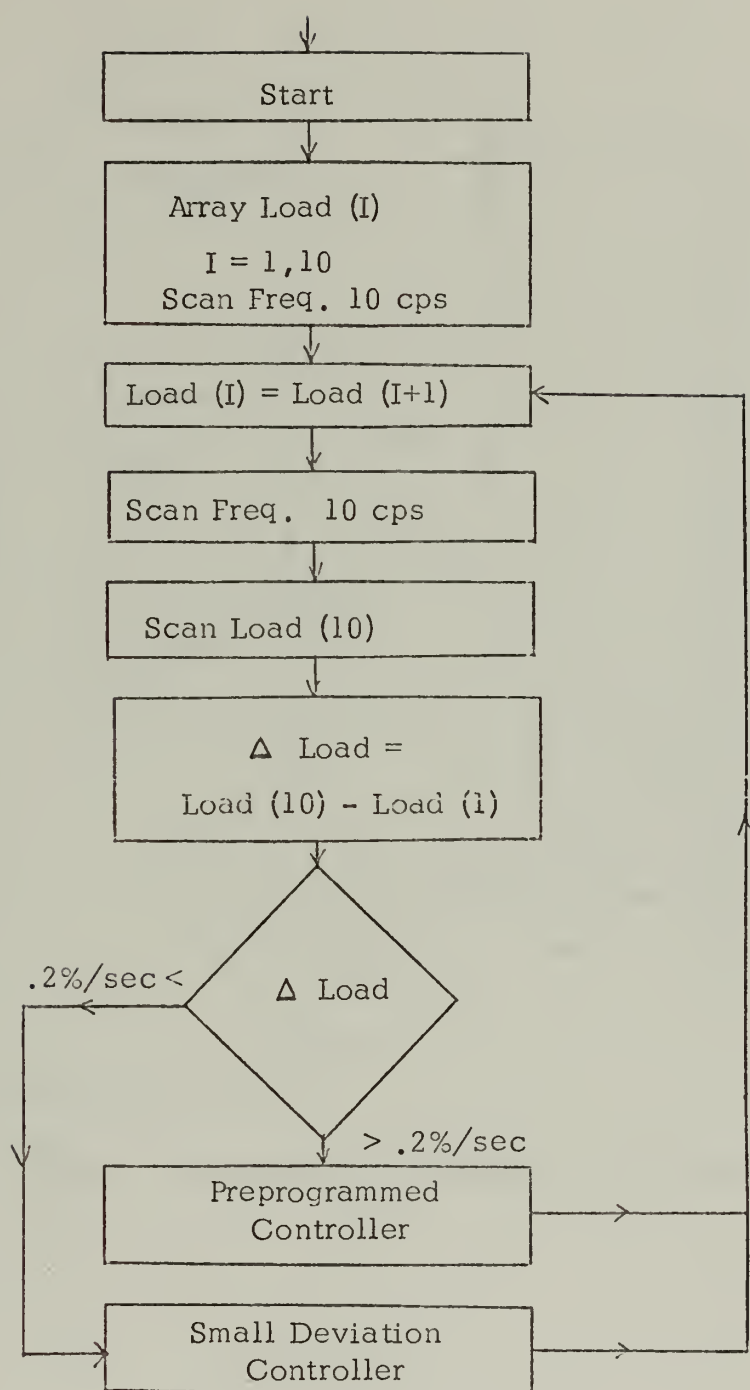 Start
Array Load (I)
I = 1,10
Scan Freq. 10 cps
Load (I) = Load (I+1)
Scan Freq. 10 cps
Scan Load (10)
Δ Load =
Load (10) - Load (1)
.2%/sec <
Δ Load
> .2%/sec
Preprogrammed
Controller
Small Deviation
Controller